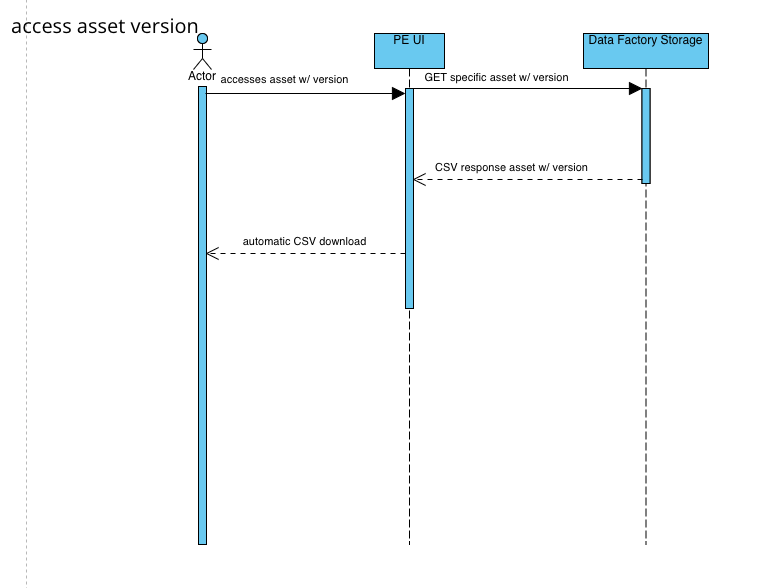 access asset version
PE UI
Data Factory Storage
Actor
accesses asset w/ version
GET specific asset w/ version
CSV response asset w/ version
automatic CSV download